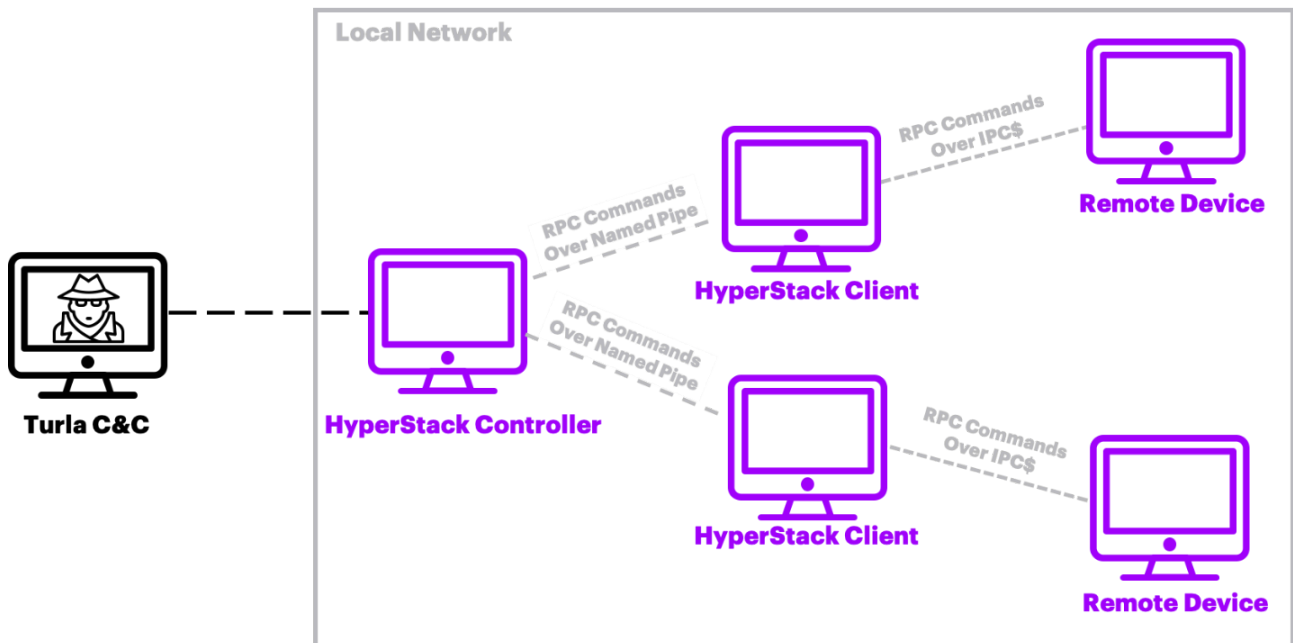 Local Network
RPC Commands
Over IPC$
Remote Device
RPC Commands
Over Named Pipe
HyperStack Client
Turla C&C
HyperStack Controller
RPC Commands
Over Named Pipe
HyperStack Client
RPC Commands
Over IPC$
Remote Device